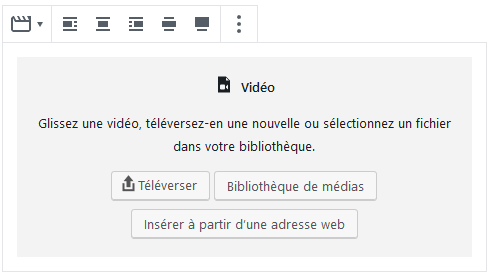 Vidéo
Glissez une vidéo, téléversez-en une nouvelle ou sélectionnez un fichier
dans votre bibliothèque.
Téléverser
Bibliothèque de médias
Insérer à partir d’une adresse web